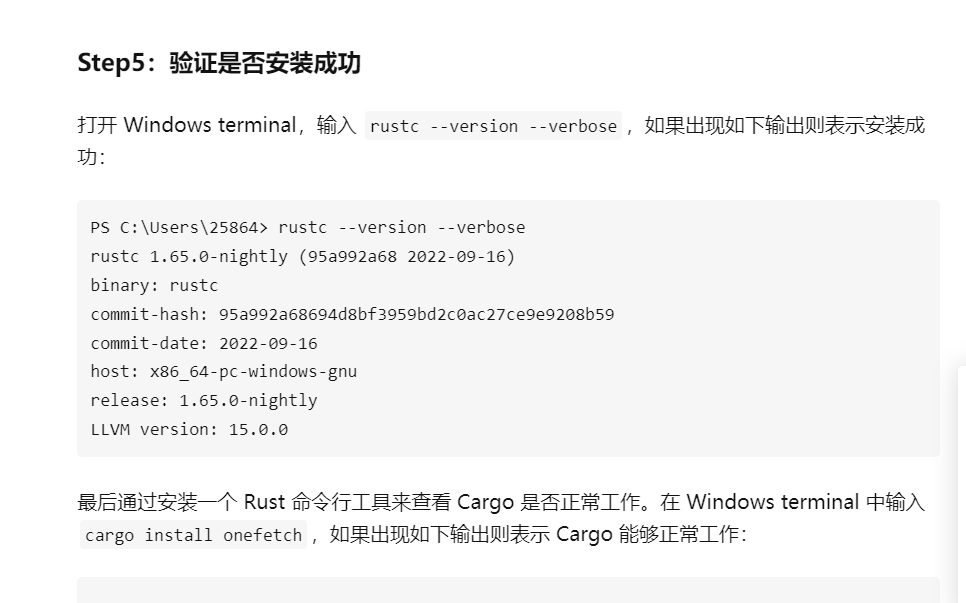 Step5：验证是否安装成功
打开 Windows terminal，输入 rustc --version --verbose ，如果出现如下输出则表示安装成
功：
PS C:\Users\25864> rustc --version --verbose
rustc 1.65.0-nightly (95a992a68 2022-09-16)
binary: rustc
commit-hash: 95a992a68694d8bf3959bd2c0ac27ce9e9208b59
commit-date: 2022-09-16
host: x86_64-pc-windows-gnu
release: 1.65.0-nightly
LLVM version: 15.0.0
最后通过安装一个 Rust 命令行工具来查看 Cargo 是否正常工作。在 Windows terminal 中输入
cargo install onefetch ，如果出现如下输出则表示 Cargo 能够正常工作：